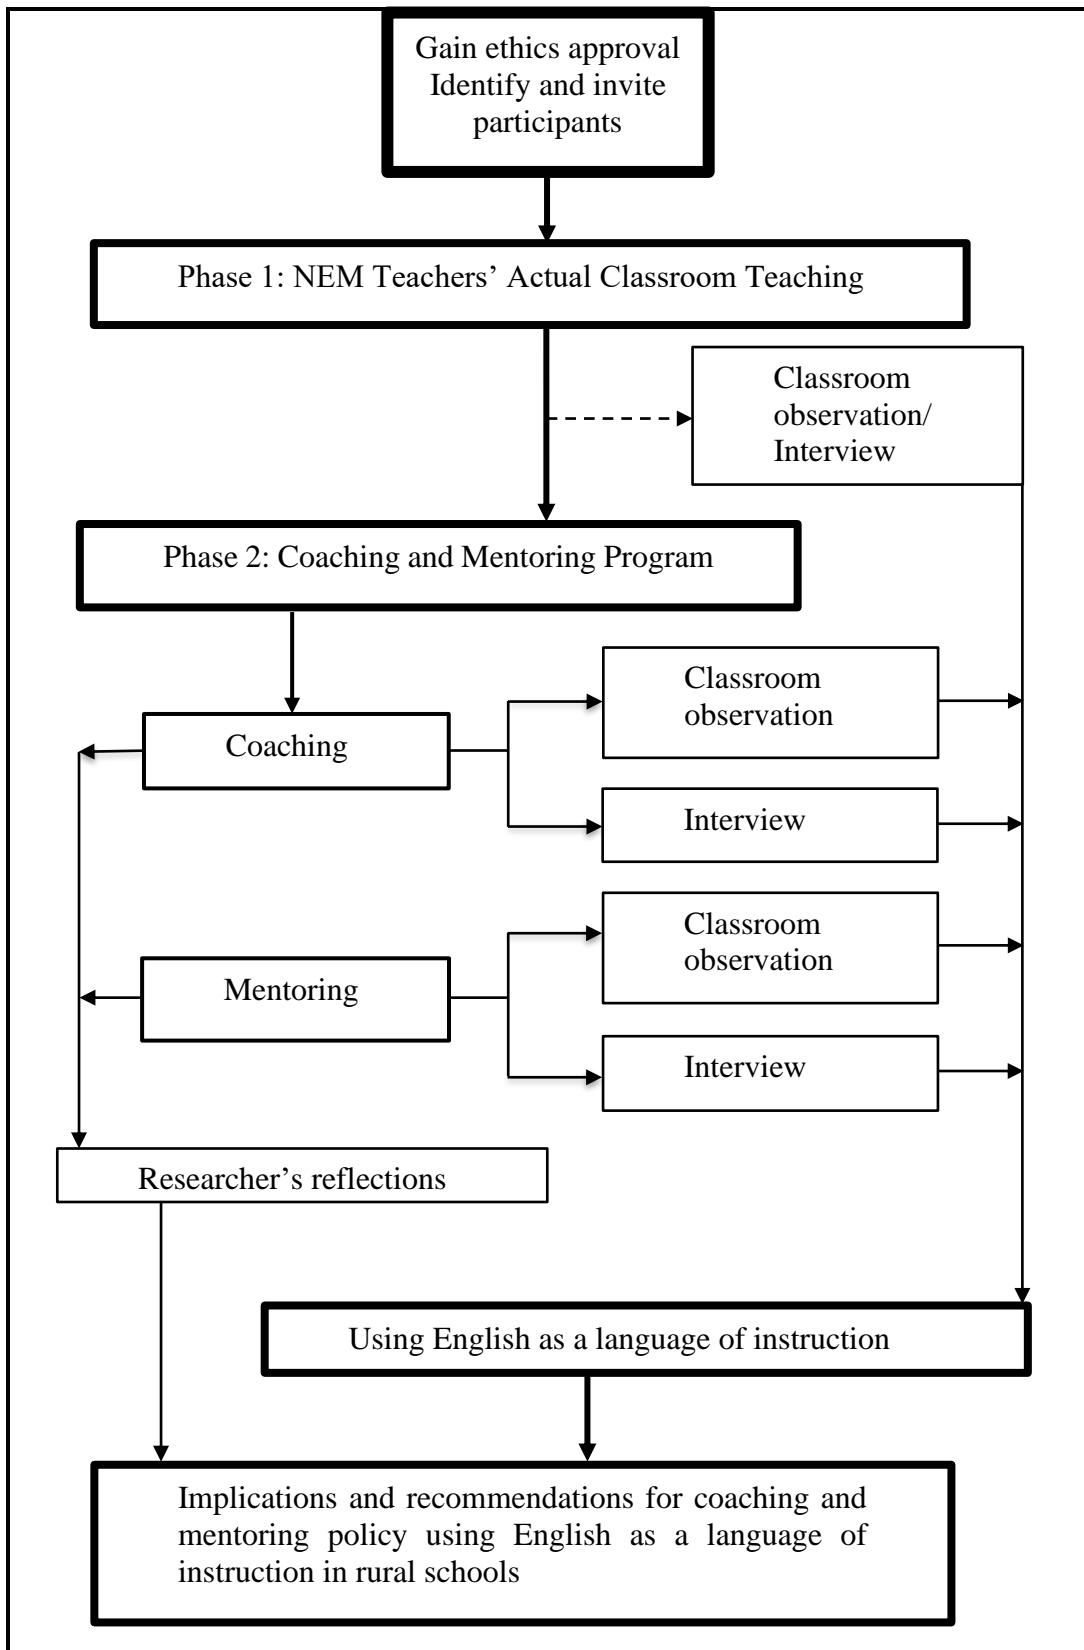 Gain ethics approval
Identify and invite
participants
Phase 1: NEM Teachers’ Actual Classroom Teaching
Classroom
observation/
Interview
Phase 2: Coaching and Mentoring Program
Classroom
observation
Coaching
Interview
Classroom
observation
Mentoring
Interview
Researcher’s reflections
Using English as a language of instruction
Implications and recommendations for coaching and
mentoring policy using English as a language of
instruction in rural schools